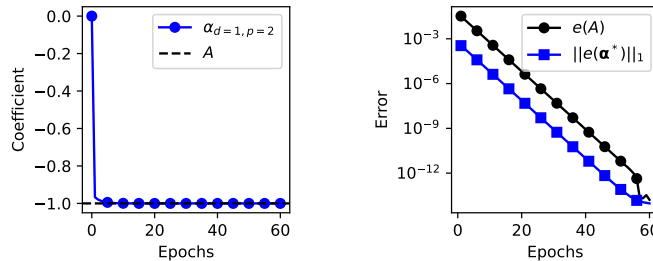 0.0
−0.2
−0.4
−0.6
−0.8
−1.0
Coefficient
α_{d=1,p=2}
A
0
20
40
60
Epochs
10^{−3}
10^{−6}
10^{−9}
10^{−12}
Error
e(A)
||e(α^*)||_1
0
20
40
60
Epochs